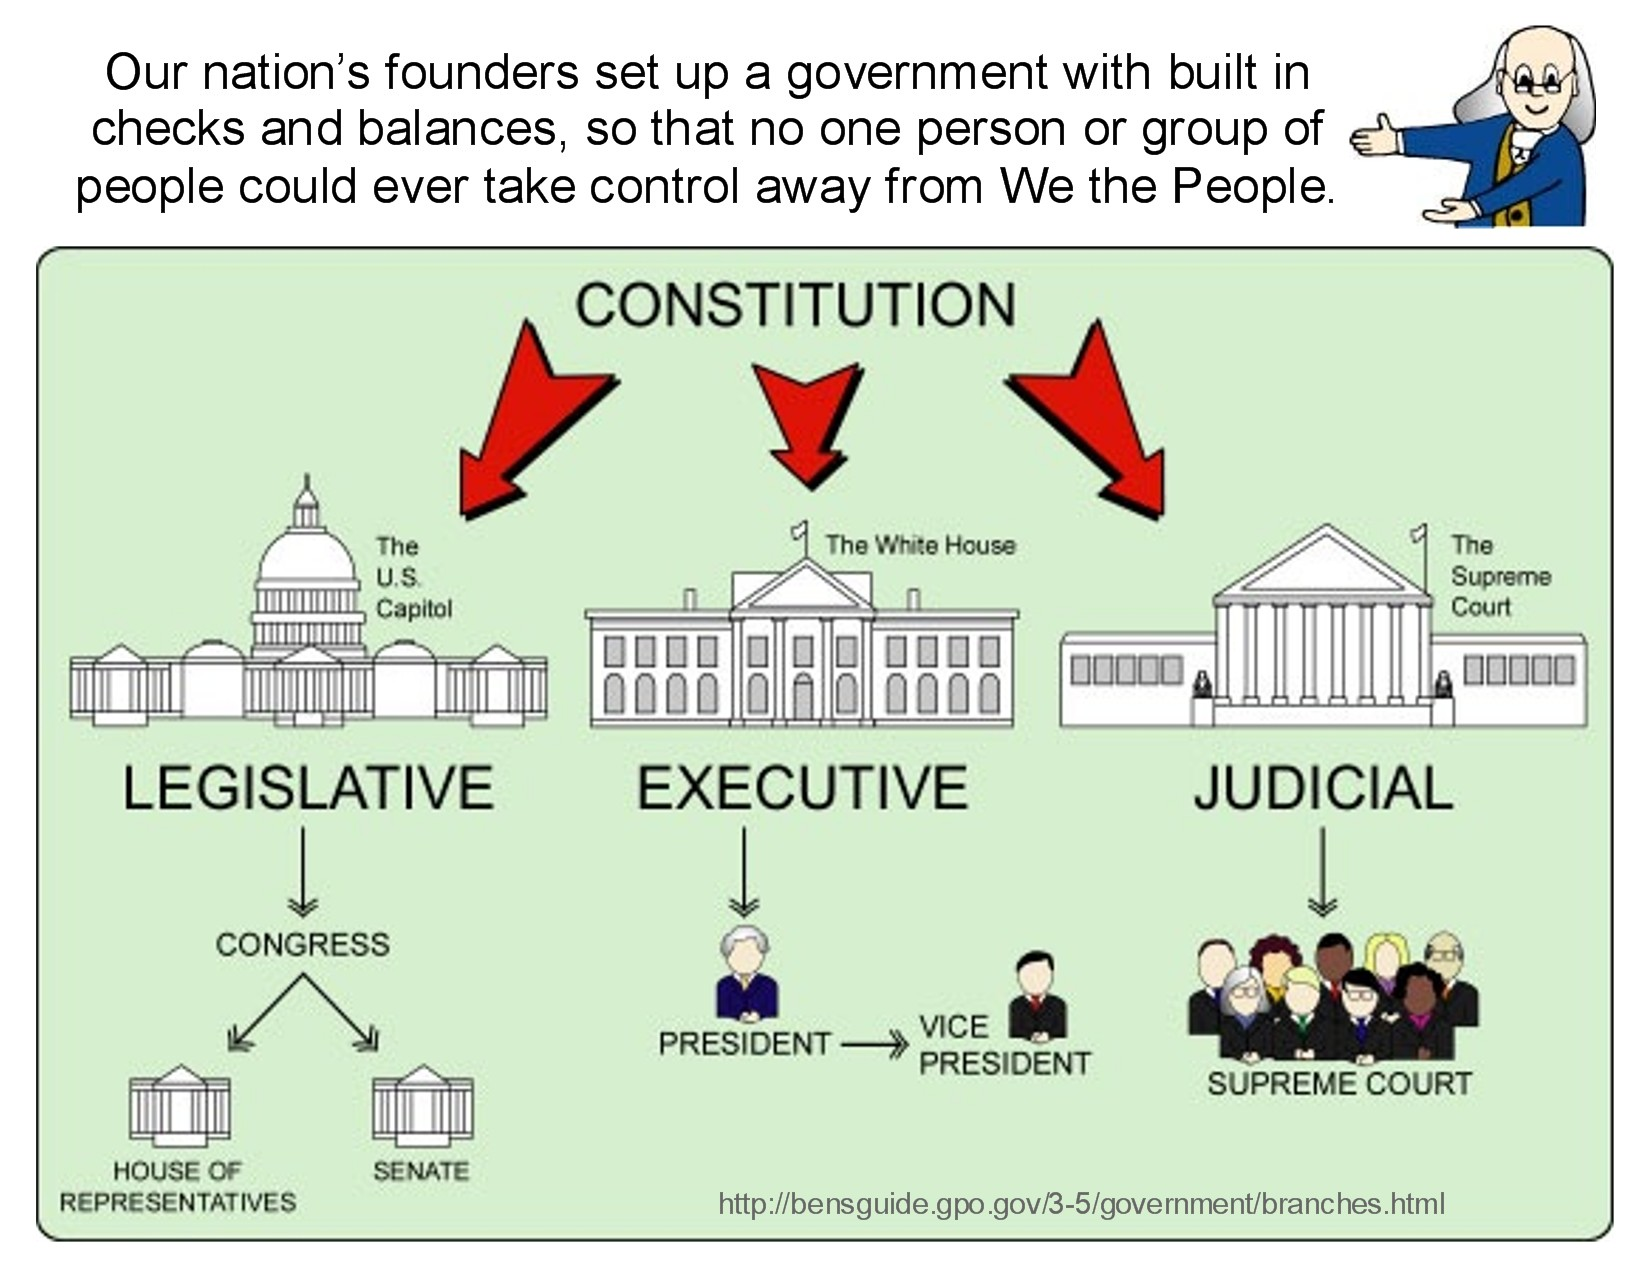 Our nation’s founders set up a government with built in
checks and balances, so that no one person or group of
people could ever take control away from We the People.
CONSTITUTION
The
U.S.
Capitol
The White House
The
Supreme
Court
LEGISLATIVE
EXECUTIVE
JUDICIAL
CONGRESS
HOUSE OF
REPRESENTATIVES
SENATE
PRESIDENT
VICE
PRESIDENT
SUPREME COURT
http://bensguide.gpo.gov/3-5/government/branches.html